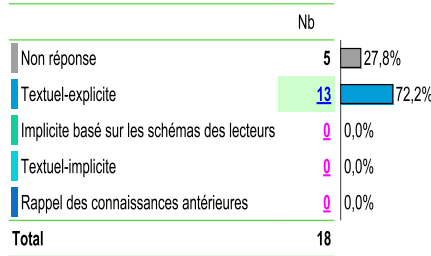 Nb
Non réponse 5 27,8%
Textuel-explicite 13 72,2%
Implicite basé sur les schémas des lecteurs 0 0,0%
Textuel-implicite 0 0,0%
Rappel des connaissances antérieures 0 0,0%
Total 18